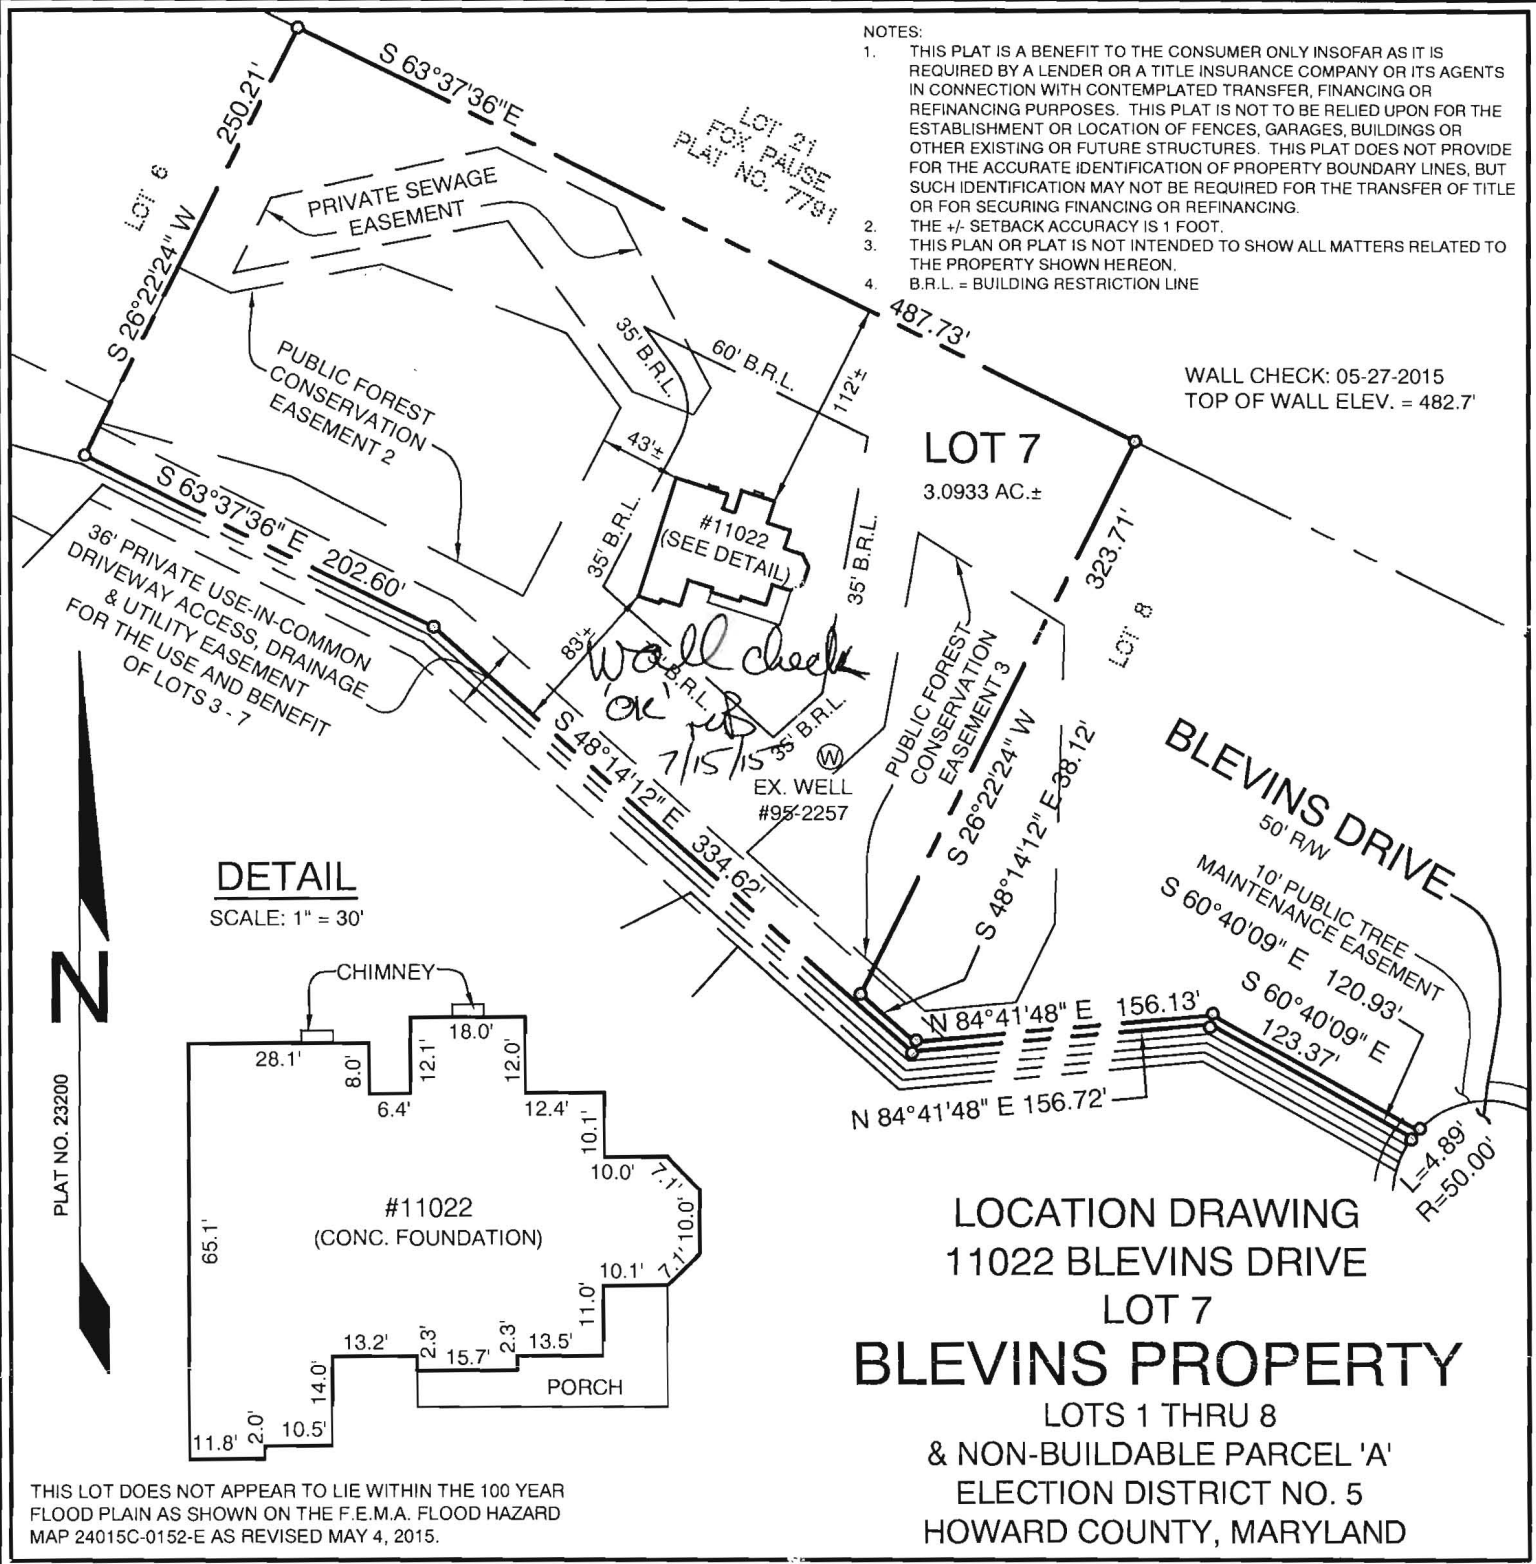 NOTES:
1. THIS PLAT IS A BENEFIT TO THE CONSUMER ONLY INSOFAR AS IT IS
REQUIRED BY A LENDER OR A TITLE INSURANCE COMPANY OR ITS AGENTS
IN CONNECTION WITH CONTEMPLATED TRANSFER, FINANCING OR
REFINANCING PURPOSES. THIS PLAT IS NOT TO BE RELIED UPON FOR THE
ESTABLISHMENT OR LOCATION OF FENCES, GARAGES, BUILDINGS OR
OTHER EXISTING OR FUTURE STRUCTURES. THIS PLAT DOES NOT PROVIDE
FOR THE ACCURATE IDENTIFICATION OF PROPERTY BOUNDARY LINES, BUT
SUCH IDENTIFICATION MAY NOT BE REQUIRED FOR THE TRANSFER OF TITLE
OR FOR SECURING FINANCING OR REFINANCING.
2. THE +/- SETBACK ACCURACY IS 1 FOOT.
3. THIS PLAN OR PLAT IS NOT INTENDED TO SHOW ALL MATTERS RELATED TO
THE PROPERTY SHOWN HEREON.
4. B.R.L. = BUILDING RESTRICTION LINE
S 63°37'36"E
487.73'
250.21'
S 26°22'24" W
LOT 6
LOT 21
FOX PAUSE
PLAT NO. 7791
PRIVATE SEWAGE
EASEMENT
PUBLIC FOREST
CONSERVATION
EASEMENT 2
35' B.R.L.
60' B.R.L.
112'±
43'±
WALL CHECK: 05-27-2015
TOP OF WALL ELEV. = 482.7'
LOT 7
3.0933 AC.±
#11022
(SEE DETAIL)
35' B.R.L.
35' B.R.L.
323.71'
LOT 8
S 63°37'36" E
202.60'
36' PRIVATE USE-IN-COMMON
DRIVEWAY ACCESS, DRAINAGE
& UTILITY EASEMENT
FOR THE USE AND BENEFIT
OF LOTS 3 - 7
83'±
Wall check
'OK'
7/15/15
B.R.L.
35' B.R.L.
W
EX. WELL
#95-2257
PUBLIC FOREST
CONSERVATION
EASEMENT 3
S 26°22'24" W
S 48°14'12" E 38.12'
S 48°14'12" E
334.62'
BLEVINS DRIVE
50' R/W
10' PUBLIC TREE
MAINTENANCE EASEMENT
S 60°40'09" E 120.93'
S 60°40'09" E
123.37'
N 84°41'48" E 156.13'
N 84°41'48" E 156.72'
L=4.89'
R=50.00'
N
PLAT NO. 23200
DETAIL
SCALE: 1" = 30'
CHIMNEY
28.1'
8.0'
6.4'
12.1'
18.0'
12.0'
12.4'
10.1'
10.0'
7.1'
10.0'
7.1'
10.1'
11.0'
13.5'
2.3'
15.7'
2.3'
13.2'
14.0'
10.5'
2.0'
11.8'
65.1'
#11022
(CONC. FOUNDATION)
PORCH
THIS LOT DOES NOT APPEAR TO LIE WITHIN THE 100 YEAR
FLOOD PLAIN AS SHOWN ON THE F.E.M.A. FLOOD HAZARD
MAP 24015C-0152-E AS REVISED MAY 4, 2015.
LOCATION DRAWING
11022 BLEVINS DRIVE
LOT 7
BLEVINS PROPERTY
LOTS 1 THRU 8
& NON-BUILDABLE PARCEL 'A'
ELECTION DISTRICT NO. 5
HOWARD COUNTY, MARYLAND